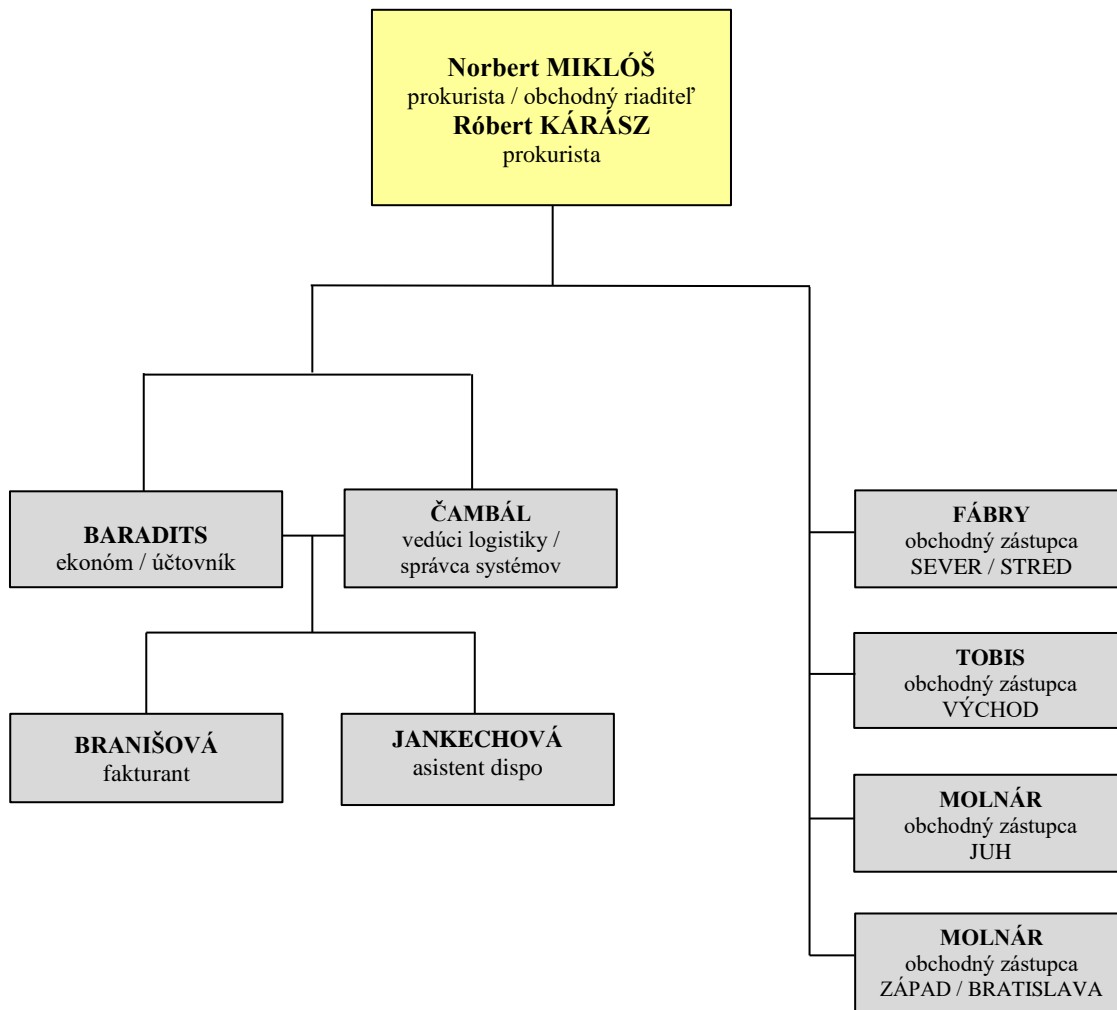 Norbert MIKLÓŠ
prokurista / obchodný riaditeľ
Róbert KÁRÁSZ
prokurista
BARADITS
ekonóm / účtovník
ČAMBÁL
vedúci logistiky /
správca systémov
BRANIŠOVÁ
fakturant
JANKECHOVÁ
asistent dispo
FÁBRY
obchodný zástupca
SEVER / STRED
TOBIS
obchodný zástupca
VÝCHOD
MOLNÁR
obchodný zástupca
JUH
MOLNÁR
obchodný zástupca
ZÁPAD / BRATISLAVA